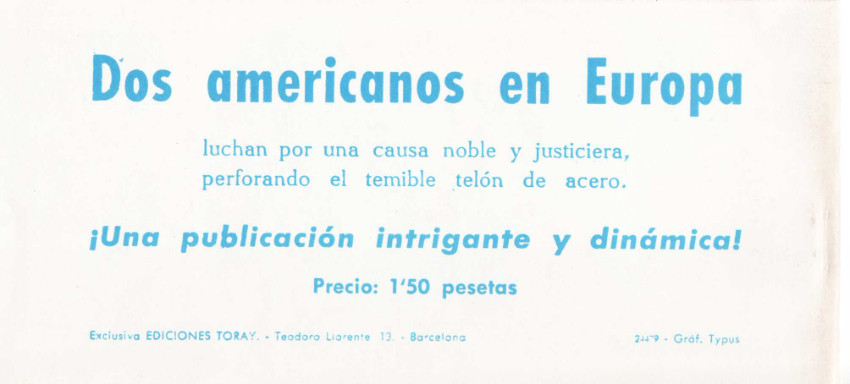 Dos americanos en Europa
luchan por una causa noble y justiciera,
perforando el temible telón de acero.
¡Una publicación intrigante y dinámica!
Precio: 1'50 pesetas
Exclusiva EDICIONES TORAY. - Teodoro Llorente 13. - Barcelona
- Gráf. Typus